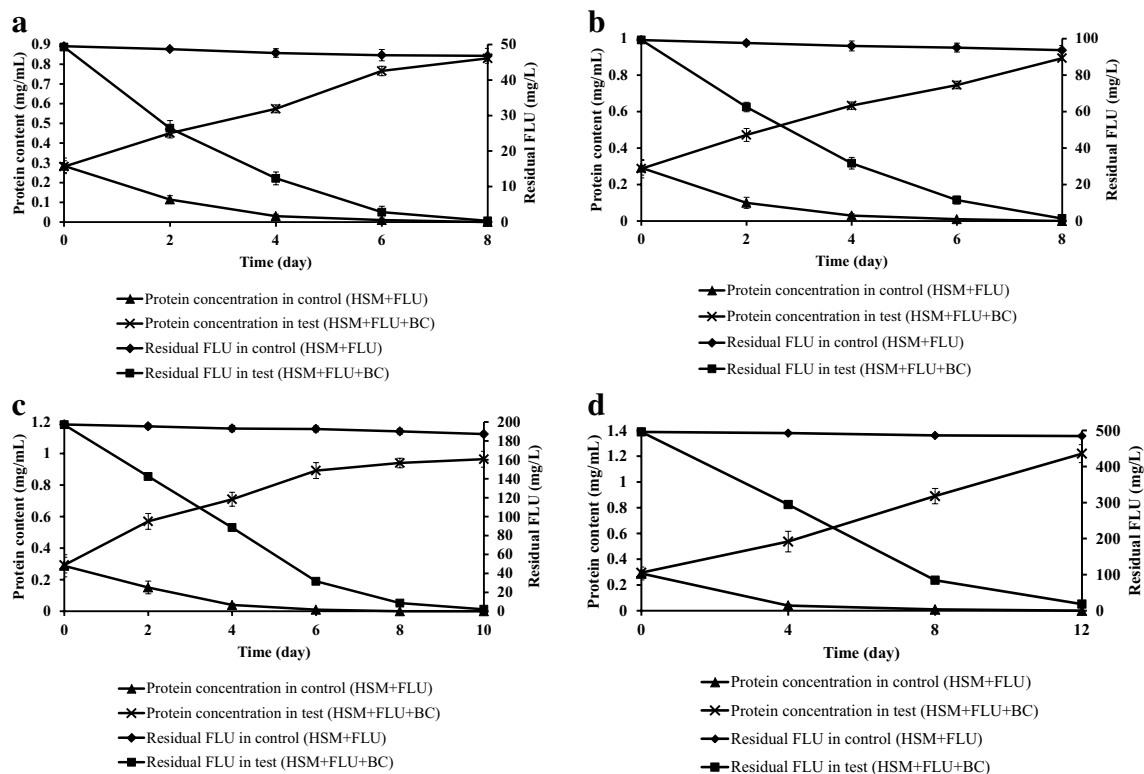 a
Protein content (mg/mL)
0.9
0.8
0.7
0.6
0.5
0.4
0.3
0.2
0.1
0
0 2 4 6 8
Time (day)
50
40
30
20
10
0
Residual FLU (mg/L)
Protein concentration in control (HSM+FLU)
Protein concentration in test (HSM+FLU+BC)
Residual FLU in control (HSM+FLU)
Residual FLU in test (HSM+FLU+BC)
b
Protein content (mg/mL)
1
0.8
0.6
0.4
0.2
0
0 2 4 6 8
Time (day)
100
80
60
40
20
0
Residual FLU (mg/L)
Protein concentration in control (HSM+FLU)
Protein concentration in test (HSM+FLU+BC)
Residual FLU in control (HSM+FLU)
Residual FLU in test (HSM+FLU+BC)
c
Protein content (mg/mL)
1.2
1
0.8
0.6
0.4
0.2
0
0 2 4 6 8 10
Time (day)
200
180
160
140
120
100
80
60
40
20
0
Residual FLU (mg/L)
Protein concentration in control (HSM+FLU)
Protein concentration in test (HSM+FLU+BC)
Residual FLU in control (HSM+FLU)
Residual FLU in test (HSM+FLU+BC)
d
Protein content (mg/mL)
1.4
1.2
1
0.8
0.6
0.4
0.2
0
0 4 8 12
Time (day)
500
400
300
200
100
0
Residual FLU (mg/L)
Protein concentration in control (HSM+FLU)
Protein concentration in test (HSM+FLU+BC)
Residual FLU in control (HSM+FLU)
Residual FLU in test (HSM+FLU+BC)